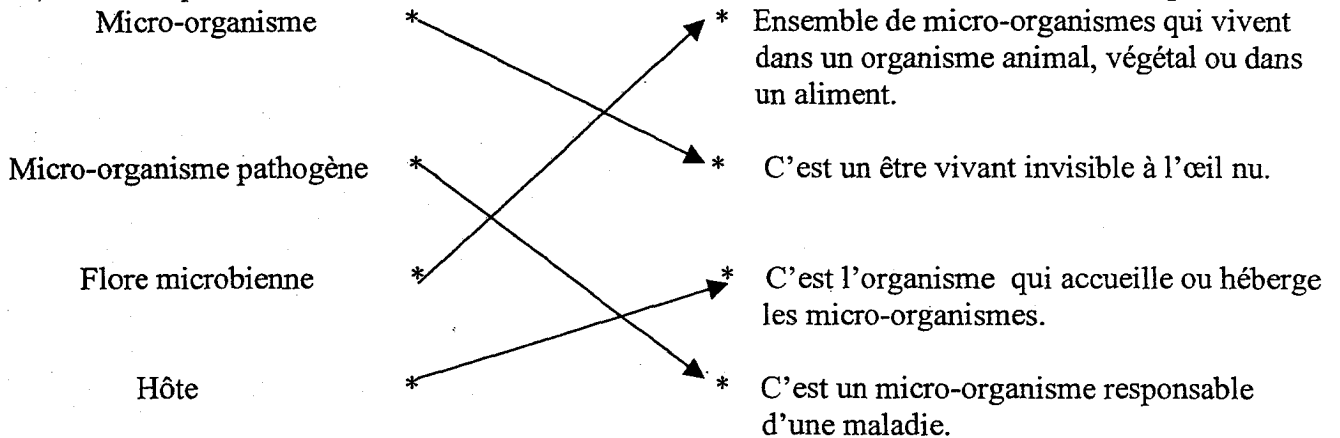 Micro-organisme * * Ensemble de micro-organismes qui vivent
dans un organisme animal, végétal ou dans
un aliment.
Micro-organisme pathogène * * C'est un être vivant invisible à l'œil nu.
Flore microbienne * * C'est l'organisme qui accueille ou héberge
les micro-organismes.
Hôte * * C'est un micro-organisme responsable
d'une maladie.